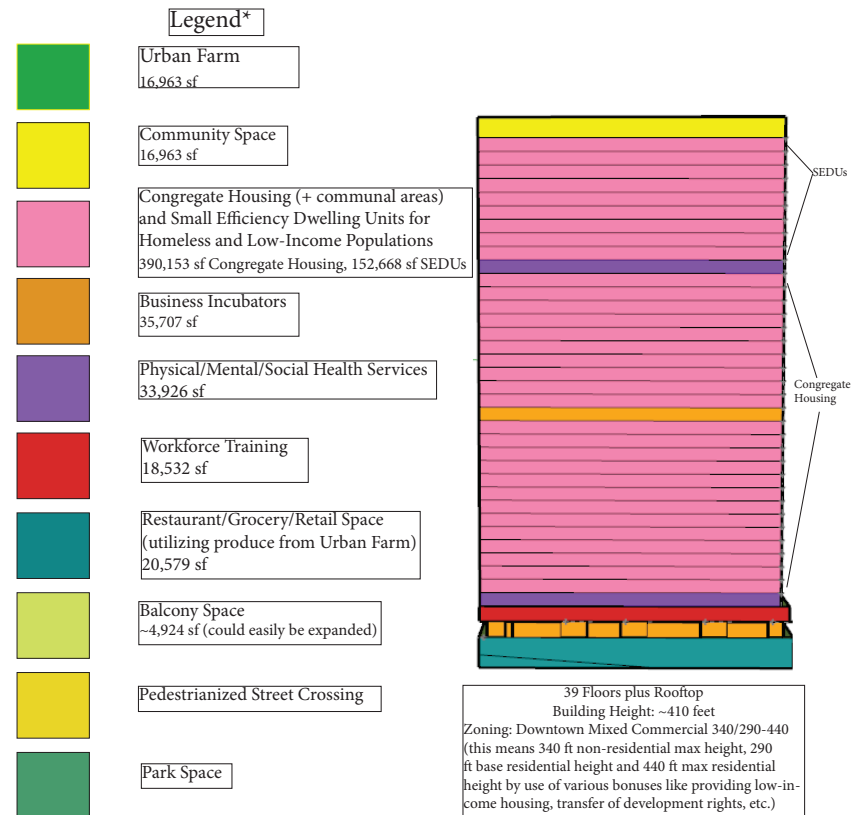 Legend*
Urban Farm
16,963 sf
Community Space
16,963 sf
Congregate Housing (+ communal areas)
and Small Efficiency Dwelling Units for
Homeless and Low-Income Populations
390,153 sf Congregate Housing, 152,668 sf SEDUs
Business Incubators
35,707 sf
Physical/Mental/Social Health Services
33,926 sf
Workforce Training
18,532 sf
Restaurant/Grocery/Retail Space
(utilizing produce from Urban Farm)
20,579 sf
Balcony Space
~4,924 sf (could easily be expanded)
Pedestrianized Street Crossing
Park Space
SEDUs
Congregate
Housing
39 Floors plus Rooftop
Building Height: ~410 feet
Zoning: Downtown Mixed Commercial 340/290-440
(this means 340 ft non-residential max height, 290
ft base residential height and 440 ft max residential
height by use of various bonuses like providing low-in-
come housing, transfer of development rights, etc.)